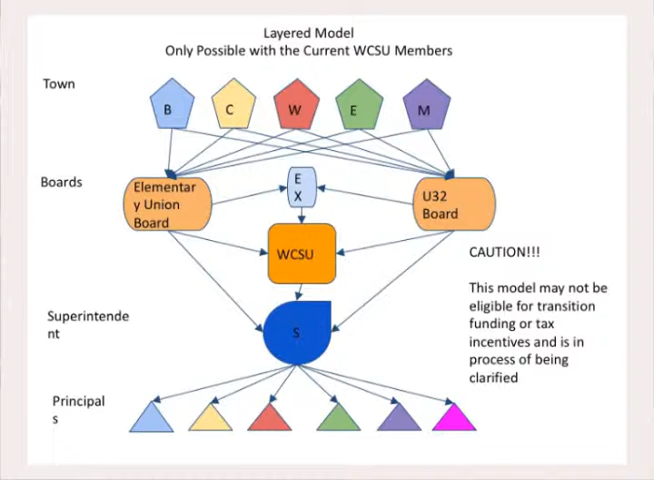 Layered Model
Only Possible with the Current WCSU Members
Town
B
C
W
E
M
Boards
Elementar
y Union
Board
E
X
U32
Board
WCSU
CAUTION!!!
This model may not be
eligible for transition
funding or tax
incentives and is in
process of being
clarified
Superintende
nt
S
Principal
s